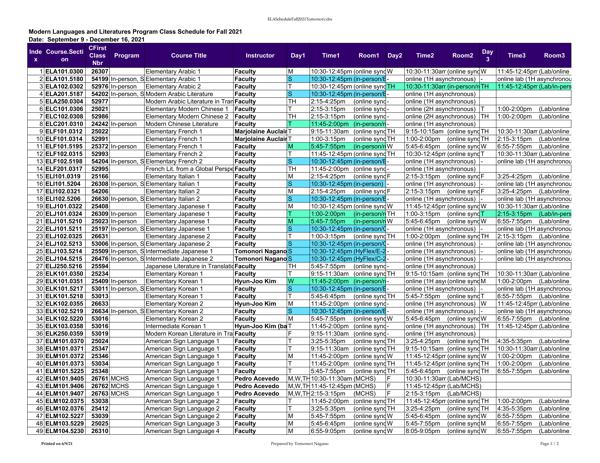 ELASchedulesFall2021Tomonori.xlsx
Modern Languages and Literatures Program Class Schedule for Fall 2021
Date: September 9 - December 16, 2021
Inde x Course.Secti on CFirst Class Nbr Program Course Title Instructor Day1 Time1 Room1 Day2 Time2 Room2 Day 3 Time3 Room3
1 ELA101.0300 26307 Elementary Arabic 1 Faculty M 10:30-12:45pm (online sync W 10:30-11:30am (online sync W 11:45-12:45pm (Lab/online
2 ELA101.5180 54199 In-person, S Elementary Arabic 1 Faculty S 10:30-12:45pm (in-person/E - online (1H asynchronous) - online lab (1H asynchronou
3 ELA102.0301 52976 In-person Elementary Arabic 2 Faculty T 10:30-12:45pm (online sync TH 10:30-11:30am (in-person/n TH 11:45-12:45pm (Lab/in-pers
4 ELA201.5187 54202 In-person, S Modern Arabic Literature Faculty S 10:30-12:45pm (in-person/E - online (1H asynchronous)
5 ELA250.0304 52977 Modern Arabic Literature in Tran Faculty TH 2:15-4:25pm (online sync - online (1H asynchronous)
6 ELC101.0306 25021 Elementary Modern Chinese 1 Faculty T 2:15-3:15pm (online sync - online (2H asynchronous) T 1:00-2:00pm (Lab/online
7 ELC102.0308 52986 Elementary Modern Chinese 2 Faculty TH 2:15-3:15pm (online sync - online (2H asynchronous) TH 1:00-2:00pm (Lab/online
8 ELC201.0310 24242 In-person Modern Chinese Literature Faculty T 11:45-2:00pm (in-person/n - online (1H asynchronous)
9 ELF101.0312 25022 Elementary French 1 Marjolaine Auclair T 9:15-11:30am (online sync TH 9:15-10:15am (online sync TH 10:30-11:30am (Lab/online
10 ELF101.0314 52991 Elementary French 1 Marjolaine Auclair T 1:00-3:15pm (online sync TH 1:00-2:00pm (online sync TH 2:15-3:15pm (Lab/online
11 ELF101.5195 25372 In-person, S Elementary French 1 Faculty M 5:45-7:55pm (in-person/n W 5:45-6:45pm (online sync W 6:55-7:55pm (Lab/online
12 ELF102.0315 52993 Elementary French 2 Faculty T 11:45-12:45pm (online sync TH 10:30-12:45pm (online sync T 10:30-11:30am (Lab/online
13 ELF102.5198 54204 In-person, S Elementary French 2 Faculty S 10:30-12:45pm (in-person/E - online (1H asynchronous) - online lab (1H asynchronou
14 ELF201.0317 52995 French Lit. from a Global Perspe Faculty TH 11:45-2:00pm (online sync - online (1H asynchronous)
15 ELI101.0319 25166 Elementary Italian 1 Faculty M 2:15-4:25pm (online sync F 2:15-3:15pm (online sync F 3:25-4:25pm (Lab/online
16 ELI101.5204 26308 In-person, S Elementary Italian 1 Faculty S 10:30-12:45pm (in-person) - online (1H asynchronous) - online lab (1H asynchronou
17 ELI102.0321 54206 Elementary Italian 2 Faculty M 2:15-4:25pm (online sync F 2:15-3:15pm (online sync F 3:25-4:25pm (Lab/online
18 ELI102.5206 26630 In-person, S Elementary Italian 2 Faculty S 10:30-12:45pm (in-person/E - online (1H asynchronous) - online lab (1H asynchronou
19 ELJ101.0322 25408 Elementary Japanese 1 Faculty M 10:30-12:45pm (online sync W 11:45-12:45pm (online sync W 10:30-11:30am (Lab/online
20 ELJ101.0324 26309 In-person Elementary Japanese 1 Faculty T 1:00-2:00pm (in-person/n TH 1:00-3:15pm (online sync T 2:15-3:15pm (Lab/in-pers
21 ELJ101.5210 25023 In-person, S Elementary Japanese 1 Faculty M 5:45-7:55pm (in-person/n W 5:45-6:45pm (online sync W 6:55-7:55pm (Lab/online
22 ELJ101.5211 25197 In-person, S Elementary Japanese 1 Faculty S 10:30-12:45pm (in-person/C - online (1H asynchronous) - online lab (1H asynchronou
23 ELJ102.0325 26631 Elementary Japanese 2 Faculty T 1:00-3:15pm (online sync TH 1:00-2:00pm (online sync TH 2:15-3:15pm (Lab/online
24 ELJ102.5213 53006 In-person, S Elementary Japanese 2 Faculty S 10:30-12:45pm (in-person/C - online (1H asynchronous) - online lab (1H asynchronou
25 ELJ103.5214 25509 In-person, S Intermediate Japanese 1 Tomonori Nagano S 10:30-12:45pm (HyFlex/E-2 - online (1H asynchronous) - online lab (1H asynchronou
26 ELJ104.5215 26476 In-person, S Intermediate Japanese 2 Tomonori Nagano S 10:30-12:45pm (HyFlex/E-2 - online (1H asynchronous) - online lab (1H asynchronou
27 ELJ250.5216 25594 Japanese Literature in Translatic Faculty TH 5:45-7:55pm (online sync - online (1H asynchronous)
28 ELK101.0350 25234 Elementary Korean 1 Faculty T 9:15-11:30am (online sync TH 9:15-10:15am (online sync TH 10:30-11:30am (Lab/online
29 ELK101.0351 25409 In-person Elementary Korean 1 Hyun-Joo Kim W 11:45-2:00pm (in-person/n - online (1H asy (online sync M 1:00-2:00pm (Lab/online
30 ELK101.5217 53011 In-person, S Elementary Korean 1 Faculty S 10:30-12:45pm (in-person/E - online (1H asynchronous) - online lab (1H asynchronou
31 ELK101.5218 53013 Elementary Korean 1 Faculty T 5:45-6:45pm (online sync TH 5:45-7:55pm (online sync T 6:55-7:55pm (Lab/online
32 ELK102.0355 26633 Elementary Korean 2 Hyun-Joo Kim W 11:45-2:00pm (online sync - online (1H asynchronous) W 11:45-12:45pm (Lab/online
33 ELK102.5219 26634 In-person, S Elementary Korean 2 Faculty S 10:30-12:45pm (in-person/E - online (1H asynchronous) - online lab (1H asynchronou
34 ELK102.5220 53016 Elementary Korean 2 Faculty M 5:45-7:55pm (online sync W 5:45-6:45pm (online sync W 6:55-7:55pm (Lab/online
35 ELK103.0358 53016 Intermediate Korean 1 Hyun-Joo Kim (ba T 11:45-2:00pm (online sync - online (1H asynchronous) TH 11:45-12:45pm (Lab/online
36 ELK250.0359 53019 Modern Korean Literature in Tra Faculty F 9:15-11:30am (online sync - online (1H asynchronous)
37 ELM101.0370 25024 American Sign Language 1 Faculty T 3:25-5:35pm (online sync TH 3:25-4:25pm (online sync TH 4:35-5:35pm (Lab/online
38 ELM101.0371 25347 American Sign Language 1 Faculty T 9:15-11:30am (online sync TH 9:15-10:15am (online sync TH 10:30-11:30am (Lab/online
39 ELM101.0372 25346 American Sign Language 1 Faculty M 11:45-2:00pm (online sync W 11:45-12:45pm (online sync W 1:00-2:00pm (Lab/online
40 ELM101.0373 53034 American Sign Language 1 Faculty T 11:45-2:00pm (online sync TH 11:45-12:45pm (online sync TH 1:00-2:00pm (Lab/online
41 ELM101.5225 25348 American Sign Language 1 Faculty T 5:45-7:55pm (online sync TH 5:45-6:45pm (online sync TH 6:55-7:55pm (Lab/online
42 ELM101.9405 26761 MCHS American Sign Language 1 Pedro Acevedo M,W,TH 10:30-11:30am (MCHS) F 10:30-11:30am (Lab/MCHS)
43 ELM101.9406 26762 MCHS American Sign Language 1 Pedro Acevedo M,W,TH 11:45-12:45pm (MCHS) F 11:45-12:45pm (Lab/MCHS)
44 ELM101.9407 26763 MCHS American Sign Language 1 Pedro Acevedo M,W,TH 2:15-3:15pm (MCHS) F 2:15-3:15pm (Lab/MCHS)
45 ELM102.0375 53038 American Sign Language 2 Faculty T 11:45-2:00pm (online sync TH 11:45-12:45pm (online sync TH 1:00-2:00pm (Lab/online
46 ELM102.0376 25412 American Sign Language 2 Faculty T 3:25-5:35pm (online sync TH 3:25-4:25pm (online sync TH 4:35-5:35pm (Lab/online
47 ELM102.5227 53039 American Sign Language 2 Faculty M 5:45-7:55pm (online sync W 5:45-6:45pm (online sync W 6:55-7:55pm (Lab/online
48 ELM103.5229 25025 American Sign Language 3 Faculty M 5:45-6:45pm (online sync W 5:45-7:55pm (online sync M 6:55-7:55pm (Lab/online
49 ELM104.5230 26310 American Sign Language 4 Faculty M 6:55-9:05pm (online sync W 8:05-9:05pm (online sync W 6:55-7:55pm (Lab/online
Printed on 6/9/21 Prepared by Tomonori Nagano Page 1 / 2